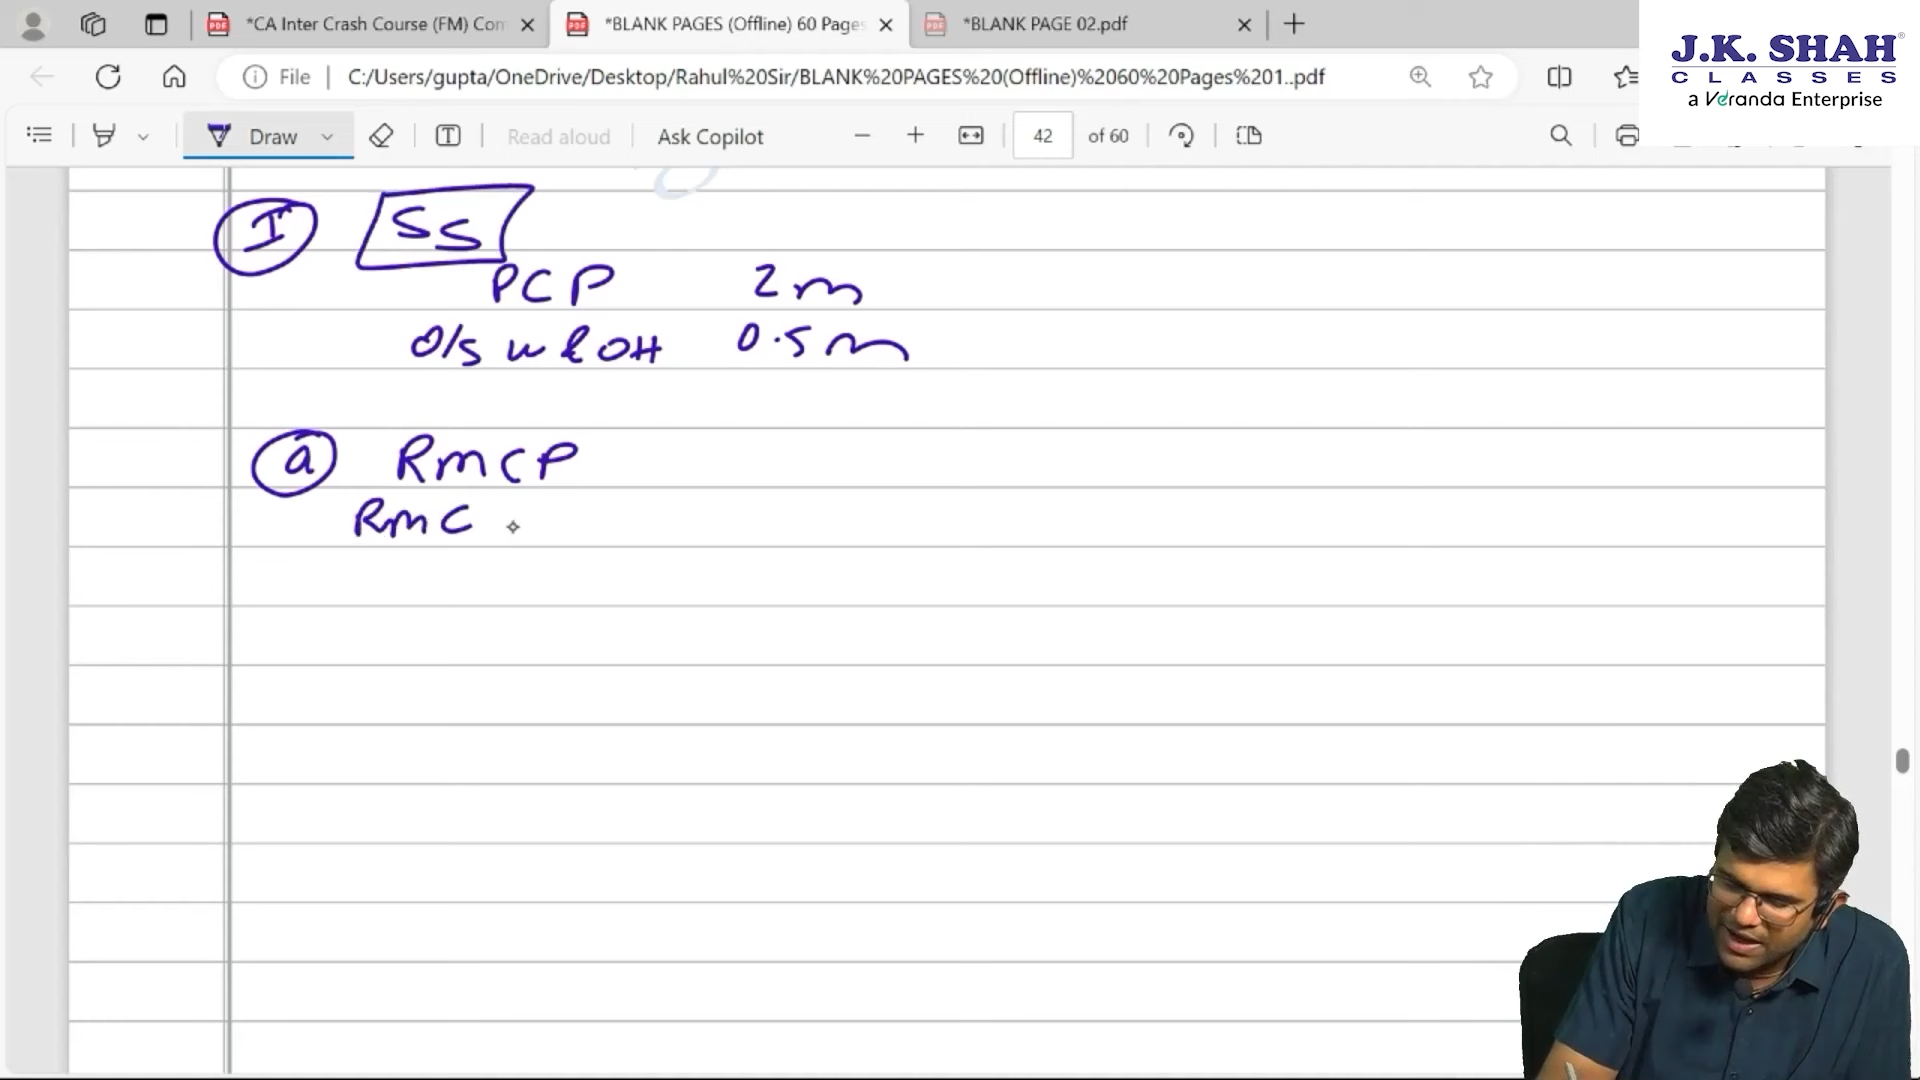 *CA Inter Crash Course (FM) Con
*BLANK PAGES (Offline) 60 Pages
*BLANK PAGE 02.pdf
J.K. SHAH®
CLASSES
a Veranda Enterprise
File
C:/Users/gupta/OneDrive/Desktop/Rahul%20Sir/BLANK%20PAGES%20(Offline)%2060%20Pages%201..pdf
Draw
Read aloud
Ask Copilot
42 of 60
I SS
PCP 2m
O/s w & OH 0.5m
a RmCP
RmC